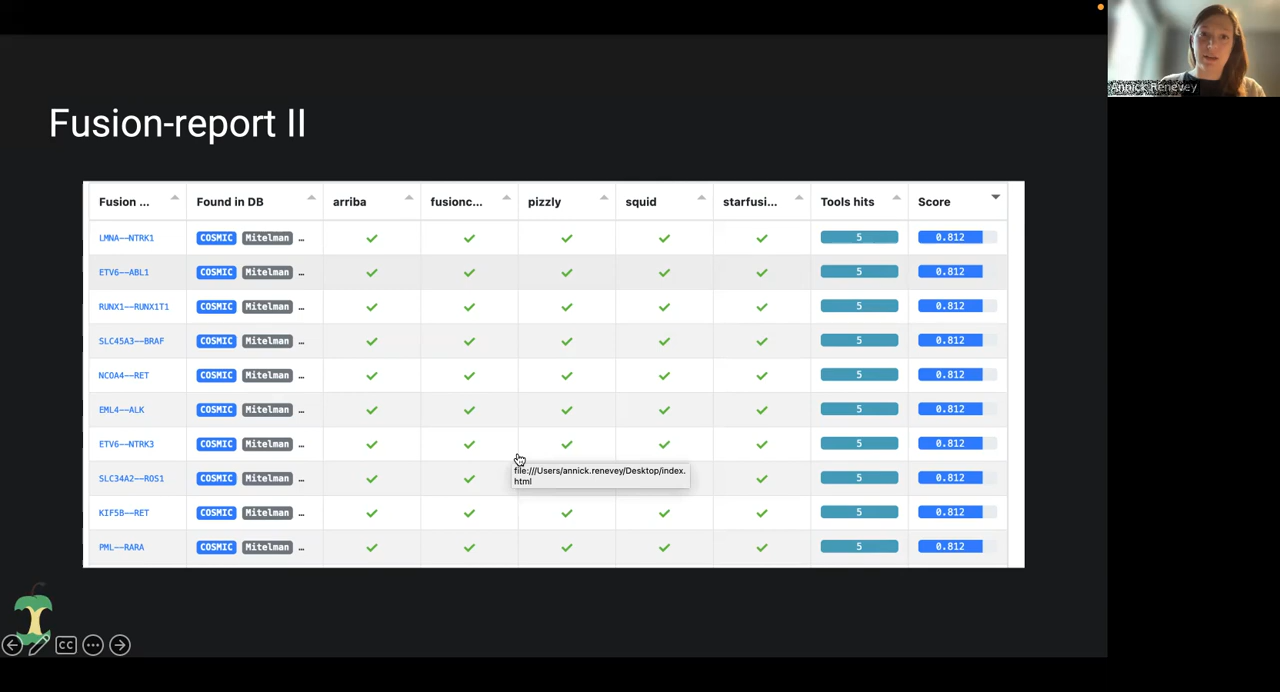 Annick Renevey
Fusion-report II
Fusion ... Found in DB arriba fusionc... pizzly squid starfusi... Tools hits Score
LMNA--NTRK1 COSMIC Mitelman ... 5 0.812
ETV6--ABL1 COSMIC Mitelman ... 5 0.812
RUNX1--RUNX1T1 COSMIC Mitelman ... 5 0.812
SLC45A3--BRAF COSMIC Mitelman ... 5 0.812
NCOA4--RET COSMIC Mitelman ... 5 0.812
EML4--ALK COSMIC Mitelman ... 5 0.812
ETV6--NTRK3 COSMIC Mitelman ... 5 0.812
file:///Users/annick.renevey/Desktop/index.
html
SLC34A2--ROS1 COSMIC Mitelman ... 5 0.812
KIF5B--RET COSMIC Mitelman ... 5 0.812
PML--RARA COSMIC Mitelman ... 5 0.812
CC